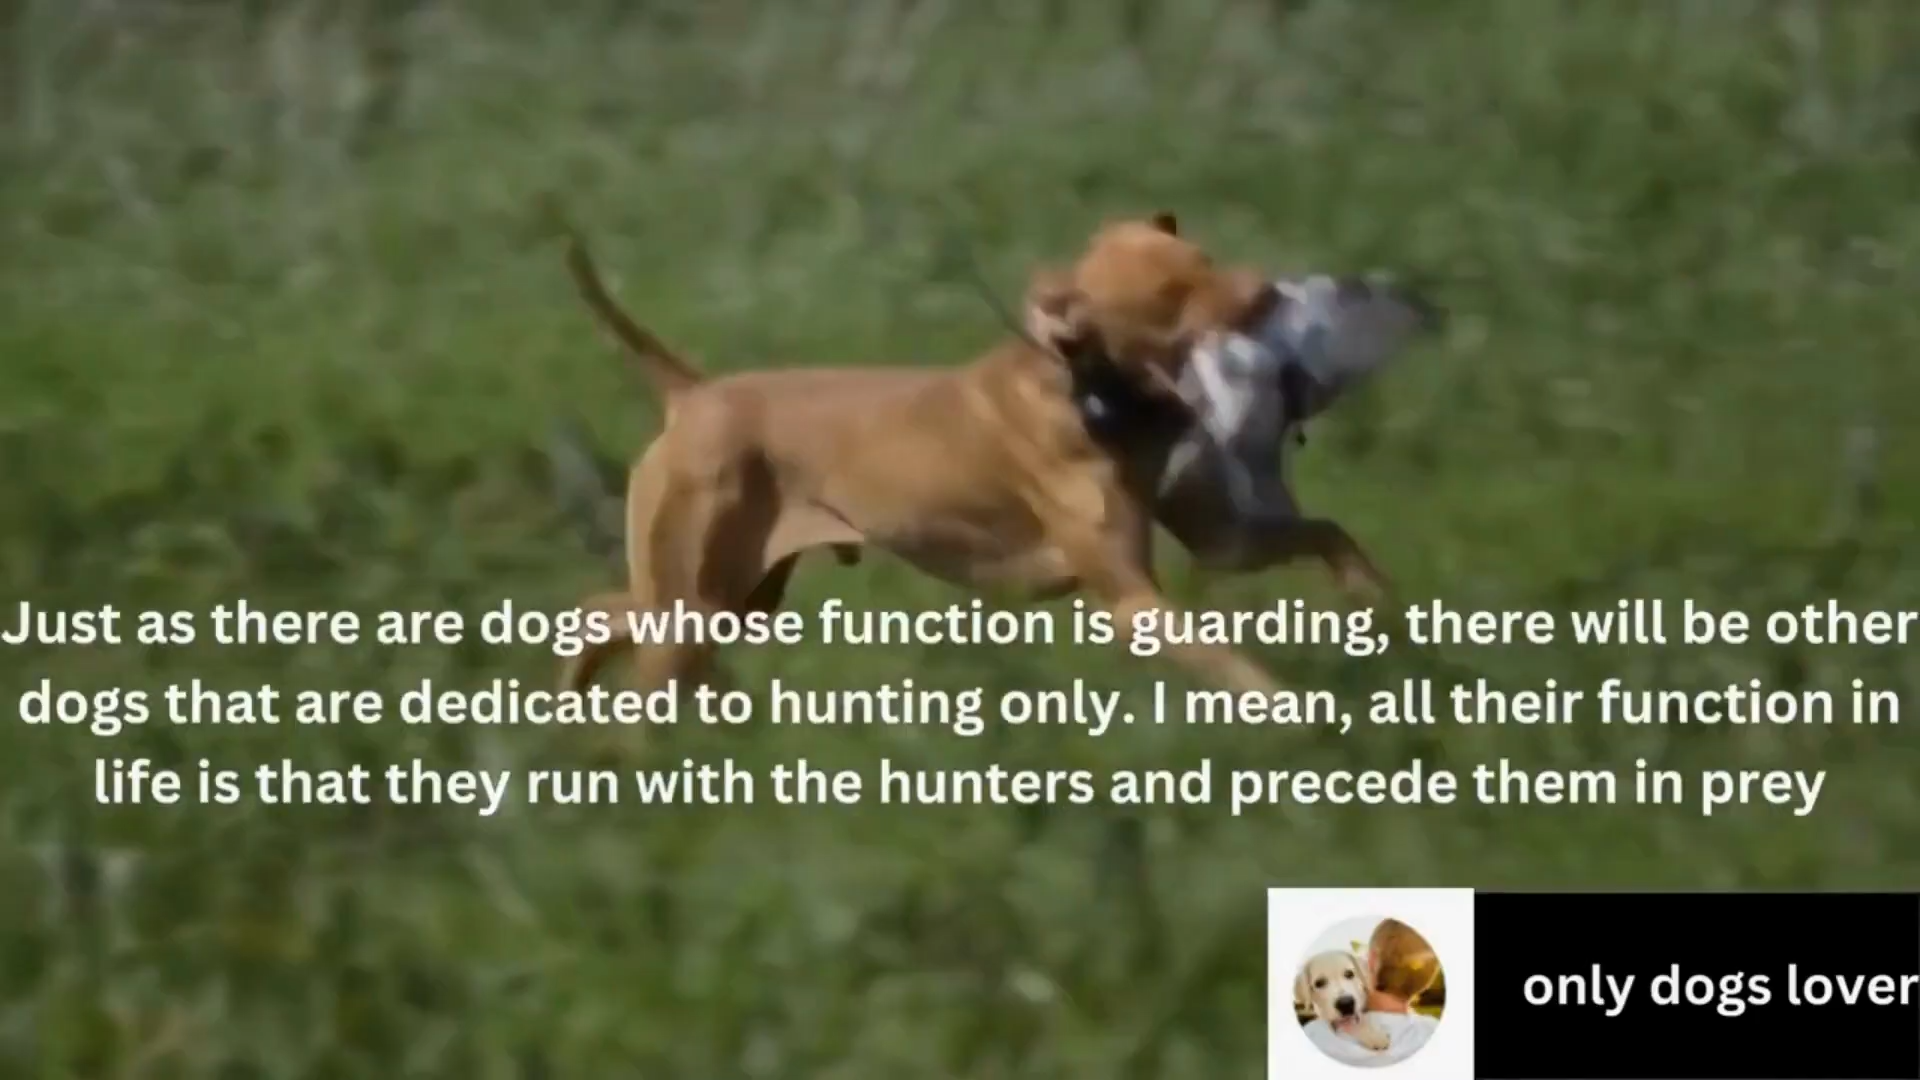 Just as there are dogs whose function is guarding, there will be other
dogs that are dedicated to hunting only. I mean, all their function in
life is that they run with the hunters and precede them in prey
only dogs lover